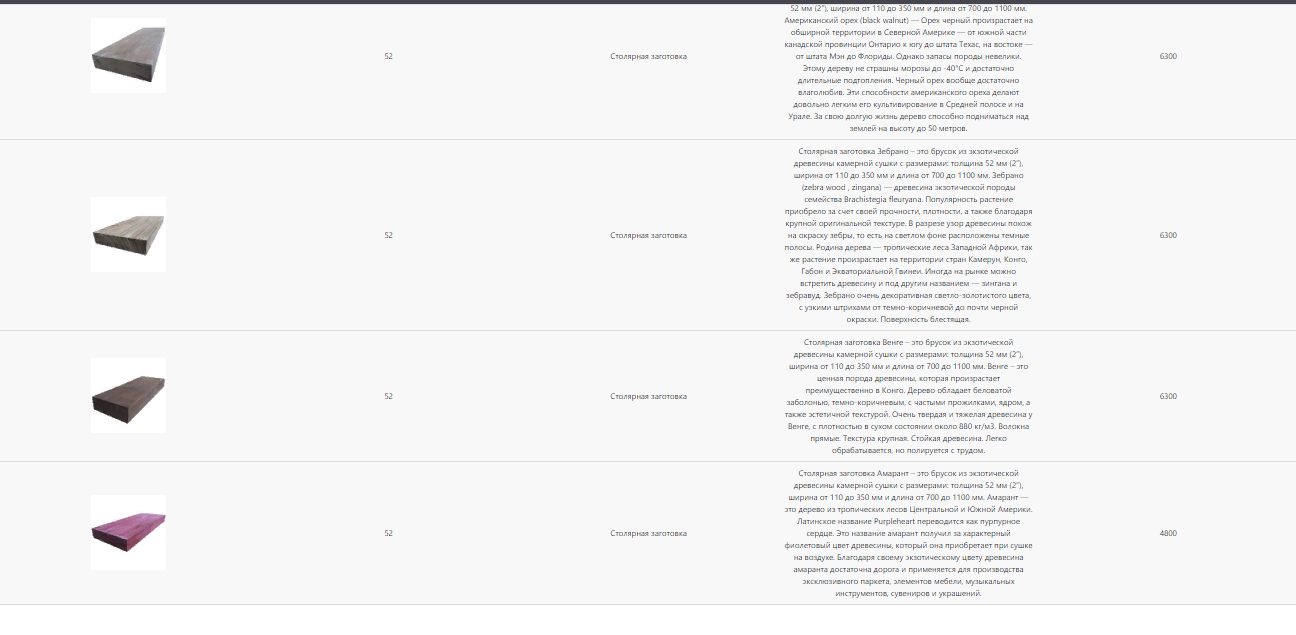 52 мм (2”), ширина от 110 до 350 мм и длина от 700 до 1100 мм.
Американский орех (black walnut) — Орех черный произрастает на
обширной территории в Северной Америке — от южной части
канадской провинции Онтарио к югу до штата Техас, на востоке —
от штата Мэн до Флориды. Однако запасы породы невелики.
52
Столярная заготовка
6300
Этому дереву не страшны морозы до -40°С и достаточно
длительные подтопления. Черный орех вообще достаточно
влаголюбив. Эти способности американского ореха делают
довольно легким его культивирование в Средней полосе и на
Урале. За свою долгую жизнь дерево способно подниматься над
землей на высоту до 50 метров.
Столярная заготовка Зебрано – это брусок из экзотической
древесины камерной сушки с размерами: толщина 52 мм (2”),
ширина от 110 до 350 мм и длина от 700 до 1100 мм. Зебрано
(zebra wood , zingana) — древесина экзотической породы
семейства Brachistegia fleuryana. Популярность растение
приобрело за счет своей прочности, плотности, а также благодаря
крупной оригинальной текстуре. В разрезе узор древесины похож
на окраску зебры, то есть на светлом фоне расположены темные
52
Столярная заготовка
6300
полосы. Родина дерева — тропические леса Западной Африки, так
же растение произрастает на территории стран Камерун, Конго,
Габон и Экваториальной Гвинеи. Иногда на рынке можно
встретить древесину и под другим названием — зингана и
зебравуд. Зебрано очень декоративная светло-золотистого цвета,
с узкими штрихами от темно-коричневой до почти черной
окраски. Поверхность блестящая.
Столярная заготовка Венге – это брусок из экзотической
древесины камерной сушки с размерами: толщина 52 мм (2”),
ширина от 110 до 350 мм и длина от 700 до 1100 мм. Венге – это
ценная порода древесины, которая произрастает
преимущественно в Конго. Дерево обладает беловатой
52
Столярная заготовка
6300
заболонью, темно-коричневым, с частыми прожилками, ядром, а
также эстетичной текстурой. Очень твердая и тяжелая древесина у
Венге, с плотностью в сухом состоянии около 880 кг/м3. Волокна
прямые. Текстура крупная. Стойкая древесина. Легко
обрабатывается, но полируется с трудом.
Столярная заготовка Амарант – это брусок из экзотической
древесины камерной сушки с размерами: толщина 52 мм (2”),
ширина от 110 до 350 мм и длина от 700 до 1100 мм. Амарант —
это дерево из тропических лесов Центральной и Южной Америки.
Латинское название Purpleheart переводится как пурпурное
сердце. Это название амарант получил за характерный
52
Столярная заготовка
4800
фиолетовый цвет древесины, который она приобретает при сушке
на воздухе. Благодаря своему экзотическому цвету древесина
амаранта достаточна дорога и применяется для производства
эксклюзивного паркета, элементов мебели, музыкальных
инструментов, сувениров и украшений.